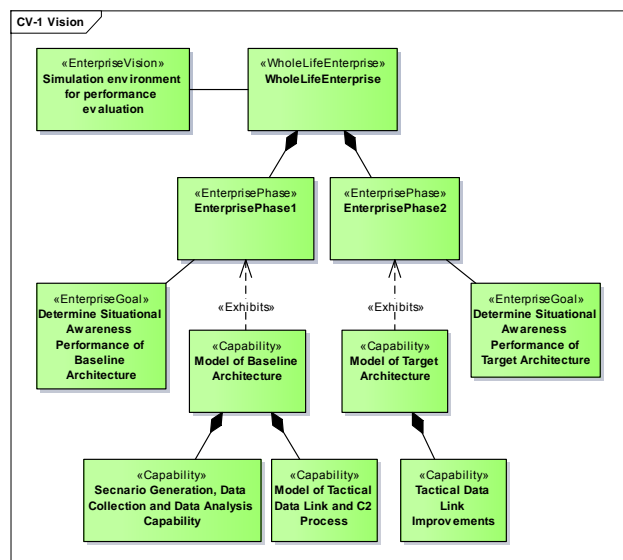 CV-1 Vision
«EnterpriseVision»
Simulation environment
for performance
evaluation
«WholeLifeEnterprise»
WholeLifeEnterprise
«EnterprisePhase»
EnterprisePhase1
«EnterprisePhase»
EnterprisePhase2
«EnterpriseGoal»
Determine Situational
Awareness
Performance of
Baseline
Architecture
«Exhibits»
«Exhibits»
«EnterpriseGoal»
Determine Situational
Awareness
Performance of
Target Architecture
«Capability»
Model of Baseline
Architecture
«Capability»
Model of Target
Architecture
«Capability»
Secnario Generation, Data
Collection and Data Analysis
Capability
«Capability»
Model of Tactical
Data Link and C2
Process
«Capability»
Tactical Data
Link
Improvements